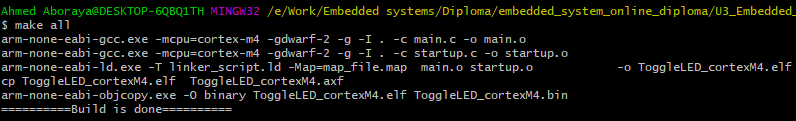 Ahmed Aboraya@DESKTOP-6QBQ1TH MINGW32 /e/Work/Embedded systems/Diploma/embedded_system_online_diploma/U3_Embedded_
$ make all
arm-none-eabi-gcc.exe -mcpu=cortex-m4 -gdwarf-2 -g -I . -c main.c -o main.o
arm-none-eabi-gcc.exe -mcpu=cortex-m4 -gdwarf-2 -g -I . -c startup.c -o startup.o
arm-none-eabi-ld.exe -T linker_script.ld -Map=map_file.map  main.o startup.o            -o ToggleLED_cortexM4.elf
cp ToggleLED_cortexM4.elf  ToggleLED_cortexM4.axf
arm-none-eabi-objcopy.exe -O binary ToggleLED_cortexM4.elf ToggleLED_cortexM4.bin
==========Build is done==========